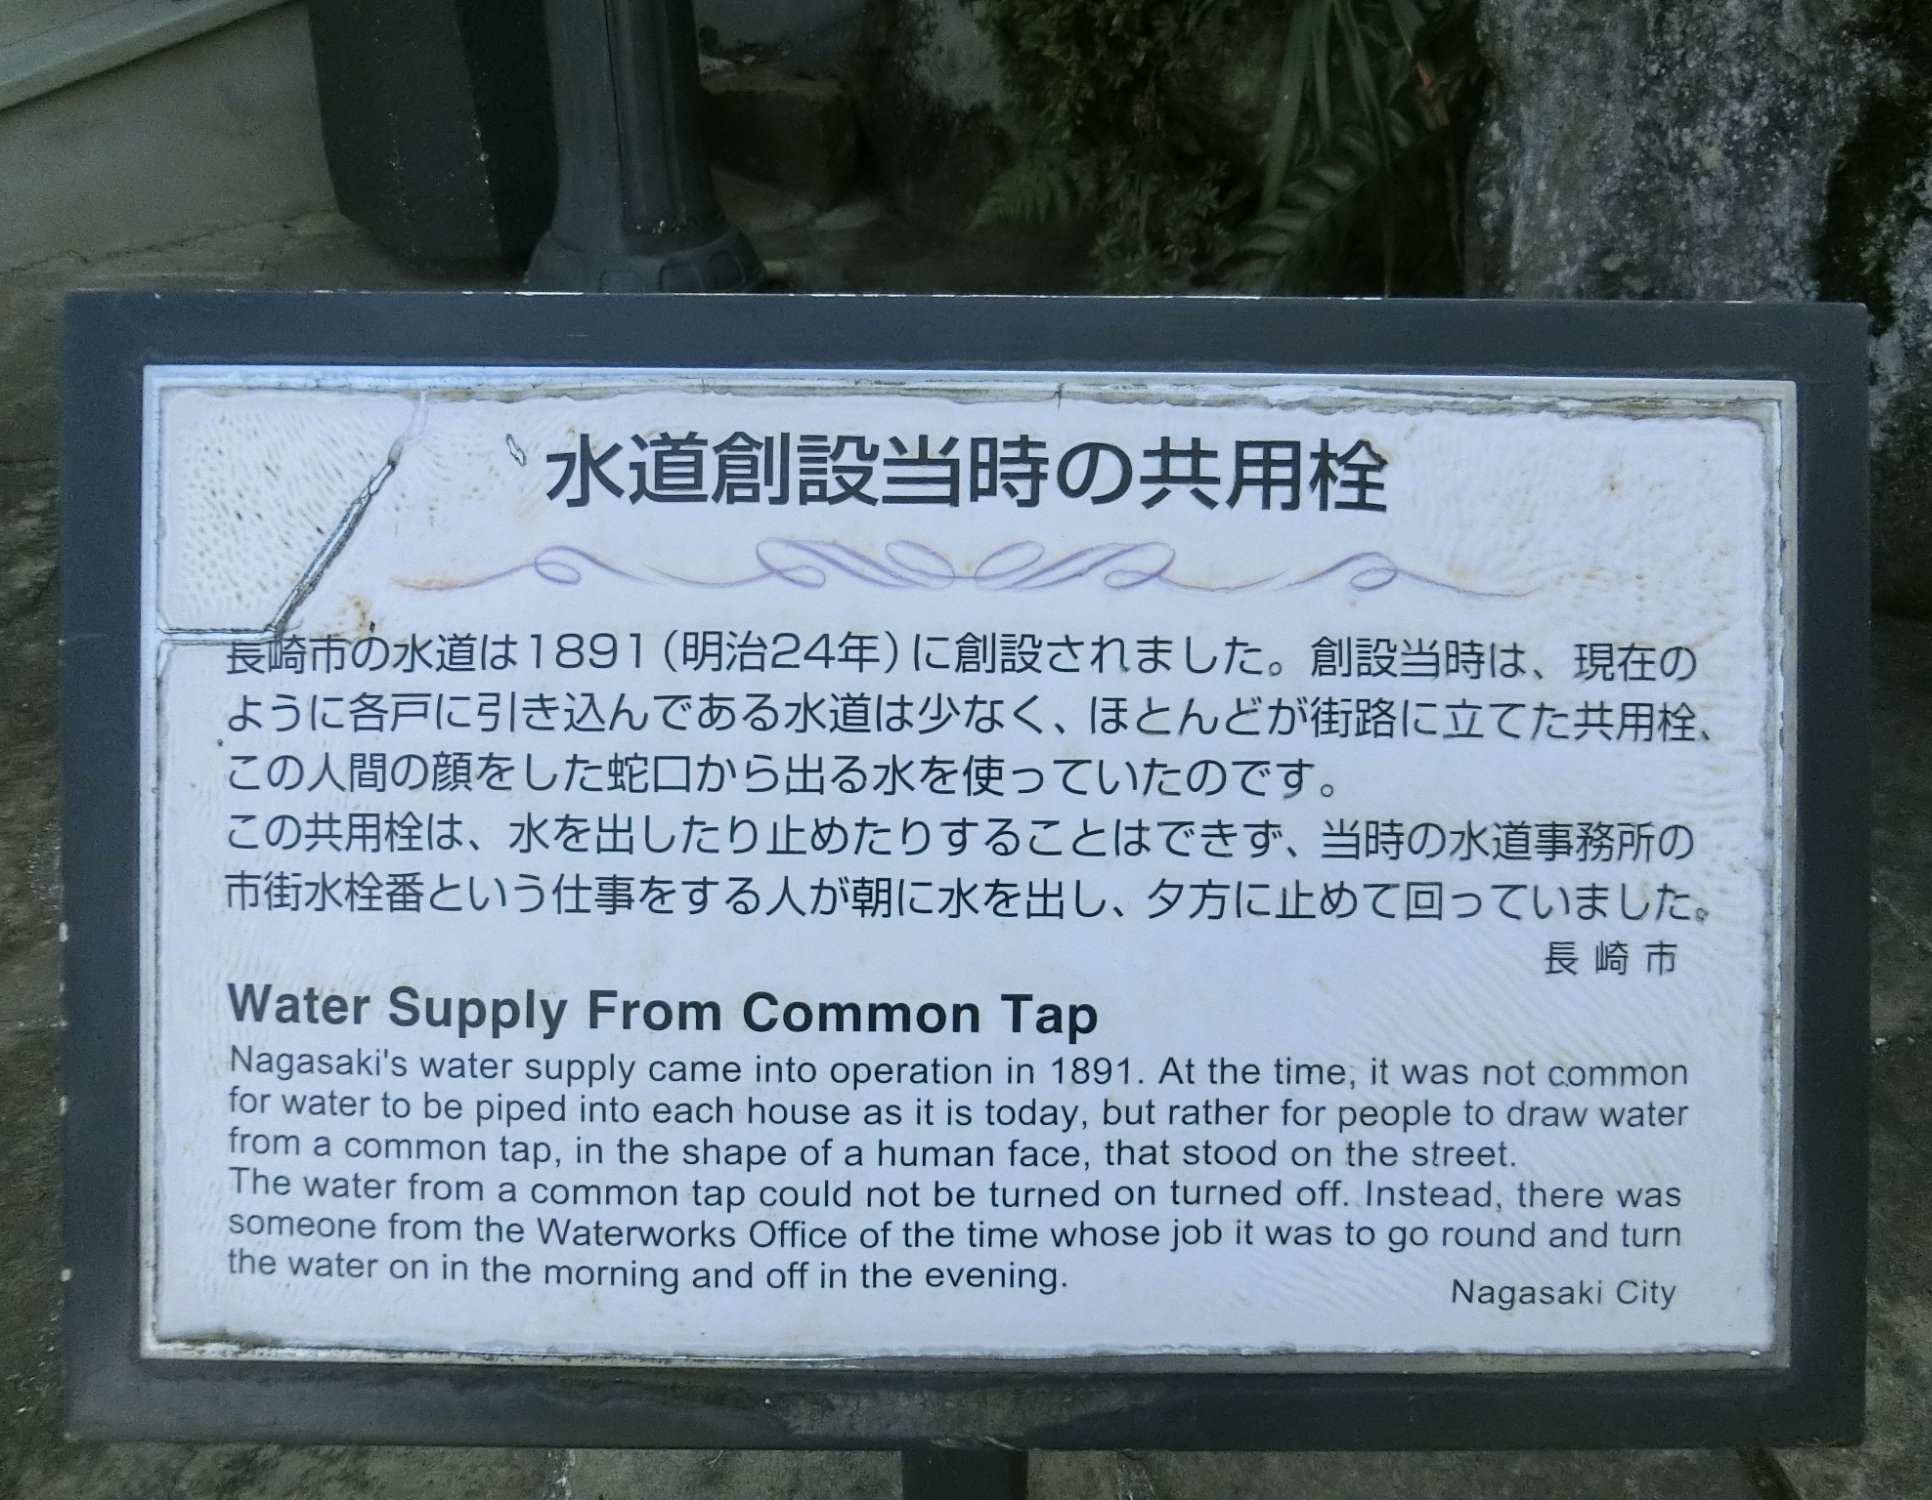 水道創設当時の共用栓
長崎市の水道は1891（明治24年）に創設されました。創設当時は、現在の
ように各戸に引き込んである水道は少なく、ほとんどが街路に立てた共用栓、
この人間の顔をした蛇口から出る水を使っていたのです。
この共用栓は、水を出したり止めたりすることはできず、当時の水道事務所の
市街水栓番という仕事をする人が朝に水を出し、夕方に止めて回っていました。
長崎市
Water Supply From Common Tap
Nagasaki's water supply came into operation in 1891. At the time, it was not common
for water to be piped into each house as it is today, but rather for people to draw water
from a common tap, in the shape of a human face, that stood on the street.
The water from a common tap could not be turned on turned off. Instead, there was
someone from the Waterworks Office of the time whose job it was to go round and turn
the water on in the morning and off in the evening.
Nagasaki City